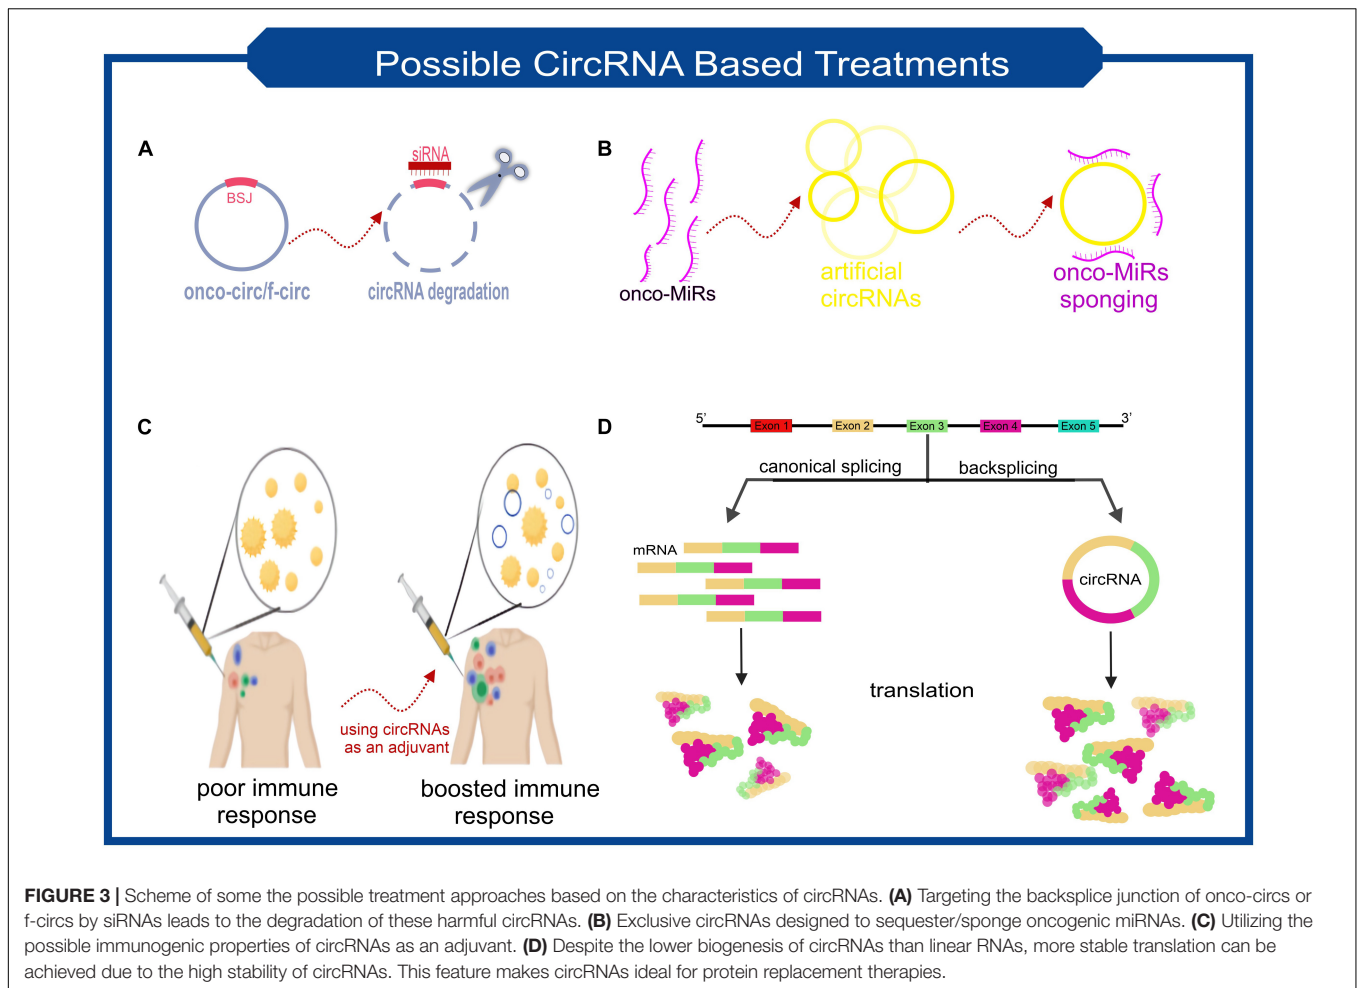 Possible CircRNA Based Treatments
A
siRNA
BSJ
onco-circ/f-circ
circRNA degradation
B
onco-MiRs
artificial
circRNAs
onco-MiRs
sponging
C
using circRNAs
as an adjuvant
poor immune
response
boosted immune
response
D
5’
Exon 1
Exon 2
Exon 3
Exon 4
Exon 5
3’
canonical splicing
backsplicing
mRNA
circRNA
translation
FIGURE 3 | Scheme of some the possible treatment approaches based on the characteristics of circRNAs. (A) Targeting the backsplice junction of onco-circs or
f-circs by siRNAs leads to the degradation of these harmful circRNAs. (B) Exclusive circRNAs designed to sequester/sponge oncogenic miRNAs. (C) Utilizing the
possible immunogenic properties of circRNAs as an adjuvant. (D) Despite the lower biogenesis of circRNAs than linear RNAs, more stable translation can be
achieved due to the high stability of circRNAs. This feature makes circRNAs ideal for protein replacement therapies.